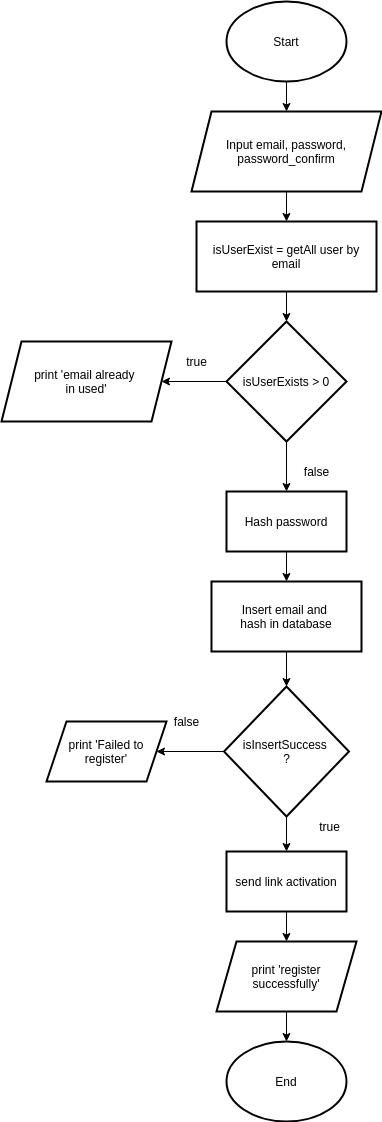 Start
Input email, password,
password_confirm
isUserExist = getAll user by
email
true
print 'email already
in used'
isUserExists > 0
false
Hash password
Insert email and
hash in database
false
print 'Failed to
register'
isInsertSuccess
?
true
send link activation
print 'register
successfully'
End